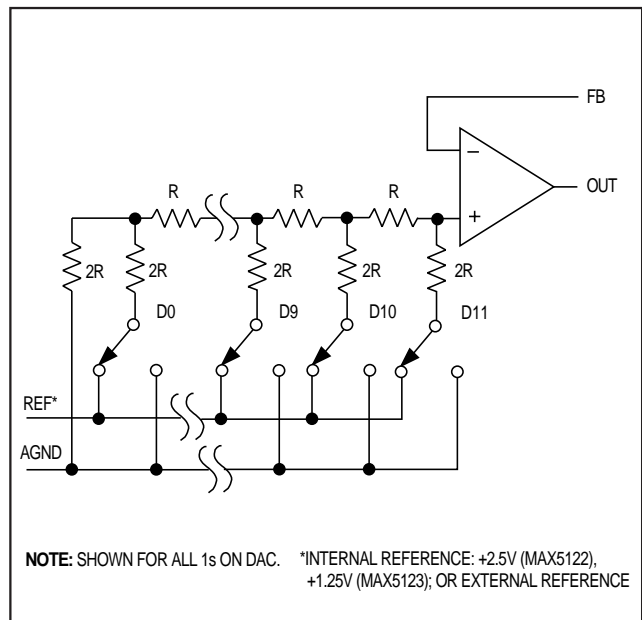 FB
OUT
R R R
−
+
2R 2R 2R 2R 2R
D0 D9 D10 D11
REF*
AGND
NOTE: SHOWN FOR ALL 1s ON DAC. *INTERNAL REFERENCE: +2.5V (MAX5122),
+1.25V (MAX5123); OR EXTERNAL REFERENCE